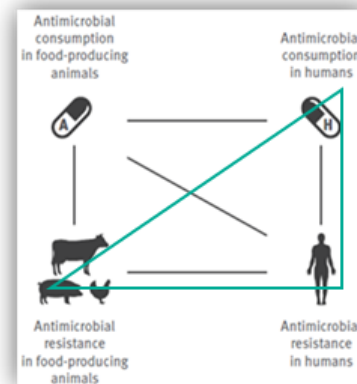 Antimicrobial
consumption
in food-producing
animals
Antimicrobia
consumption
in humans
A
H
Antimicrobial
resistance
in food-producing
animals
Antimicrobia
resistance
in humans